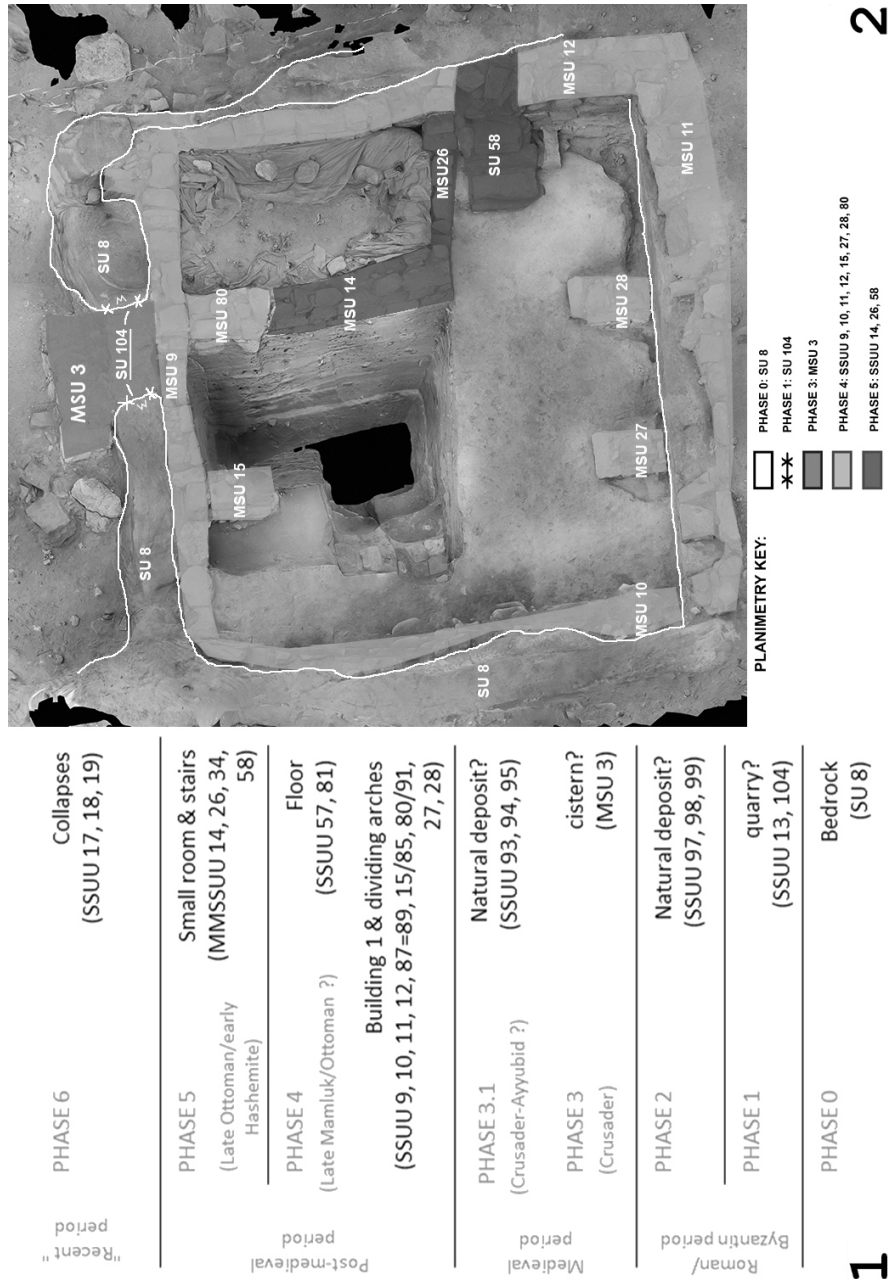 "Recent"
period
PHASE 6
Collapses
(SSUU 17, 18, 19)
Post-medieval
period
PHASE 5
(Late Ottoman/early
Hashemite)
Small room & stairs
(MMSSUU 14, 26, 34,
58)
PHASE 4
(Late Mamluk/Ottoman ?)
Floor
(SSUU 57, 81)
Building 1 & dividing arches
(SSUU 9, 10, 11, 12, 87=89, 15/85, 80/91,
27, 28)
Medieval
period
PHASE 3.1
(Crusader-Ayyubid ?)
Natural deposit?
(SSUU 93, 94, 95)
PHASE 3
(Crusader)
cistern?
(MSU 3)
Roman/
Byzantin period
PHASE 2
Natural deposit?
(SSUU 97, 98, 99)
PHASE 1
quarry?
(SSUU 13, 104)
PHASE 0
Bedrock
(SU 8)
1
MSU 3
SU 8
SU 104
SU 8
MSU 9
MSU 15
MSU 80
MSU 14
MSU26
SU 58
MSU 12
SU 8
MSU 10
MSU 27
MSU 28
MSU 11
PLANIMETRY KEY:
PHASE 0: SU 8
PHASE 1: SU 104
PHASE 3: MSU 3
PHASE 4: SSUU 9, 10, 11, 12, 15, 27, 28, 80
PHASE 5: SSUU 14, 26, 58
2